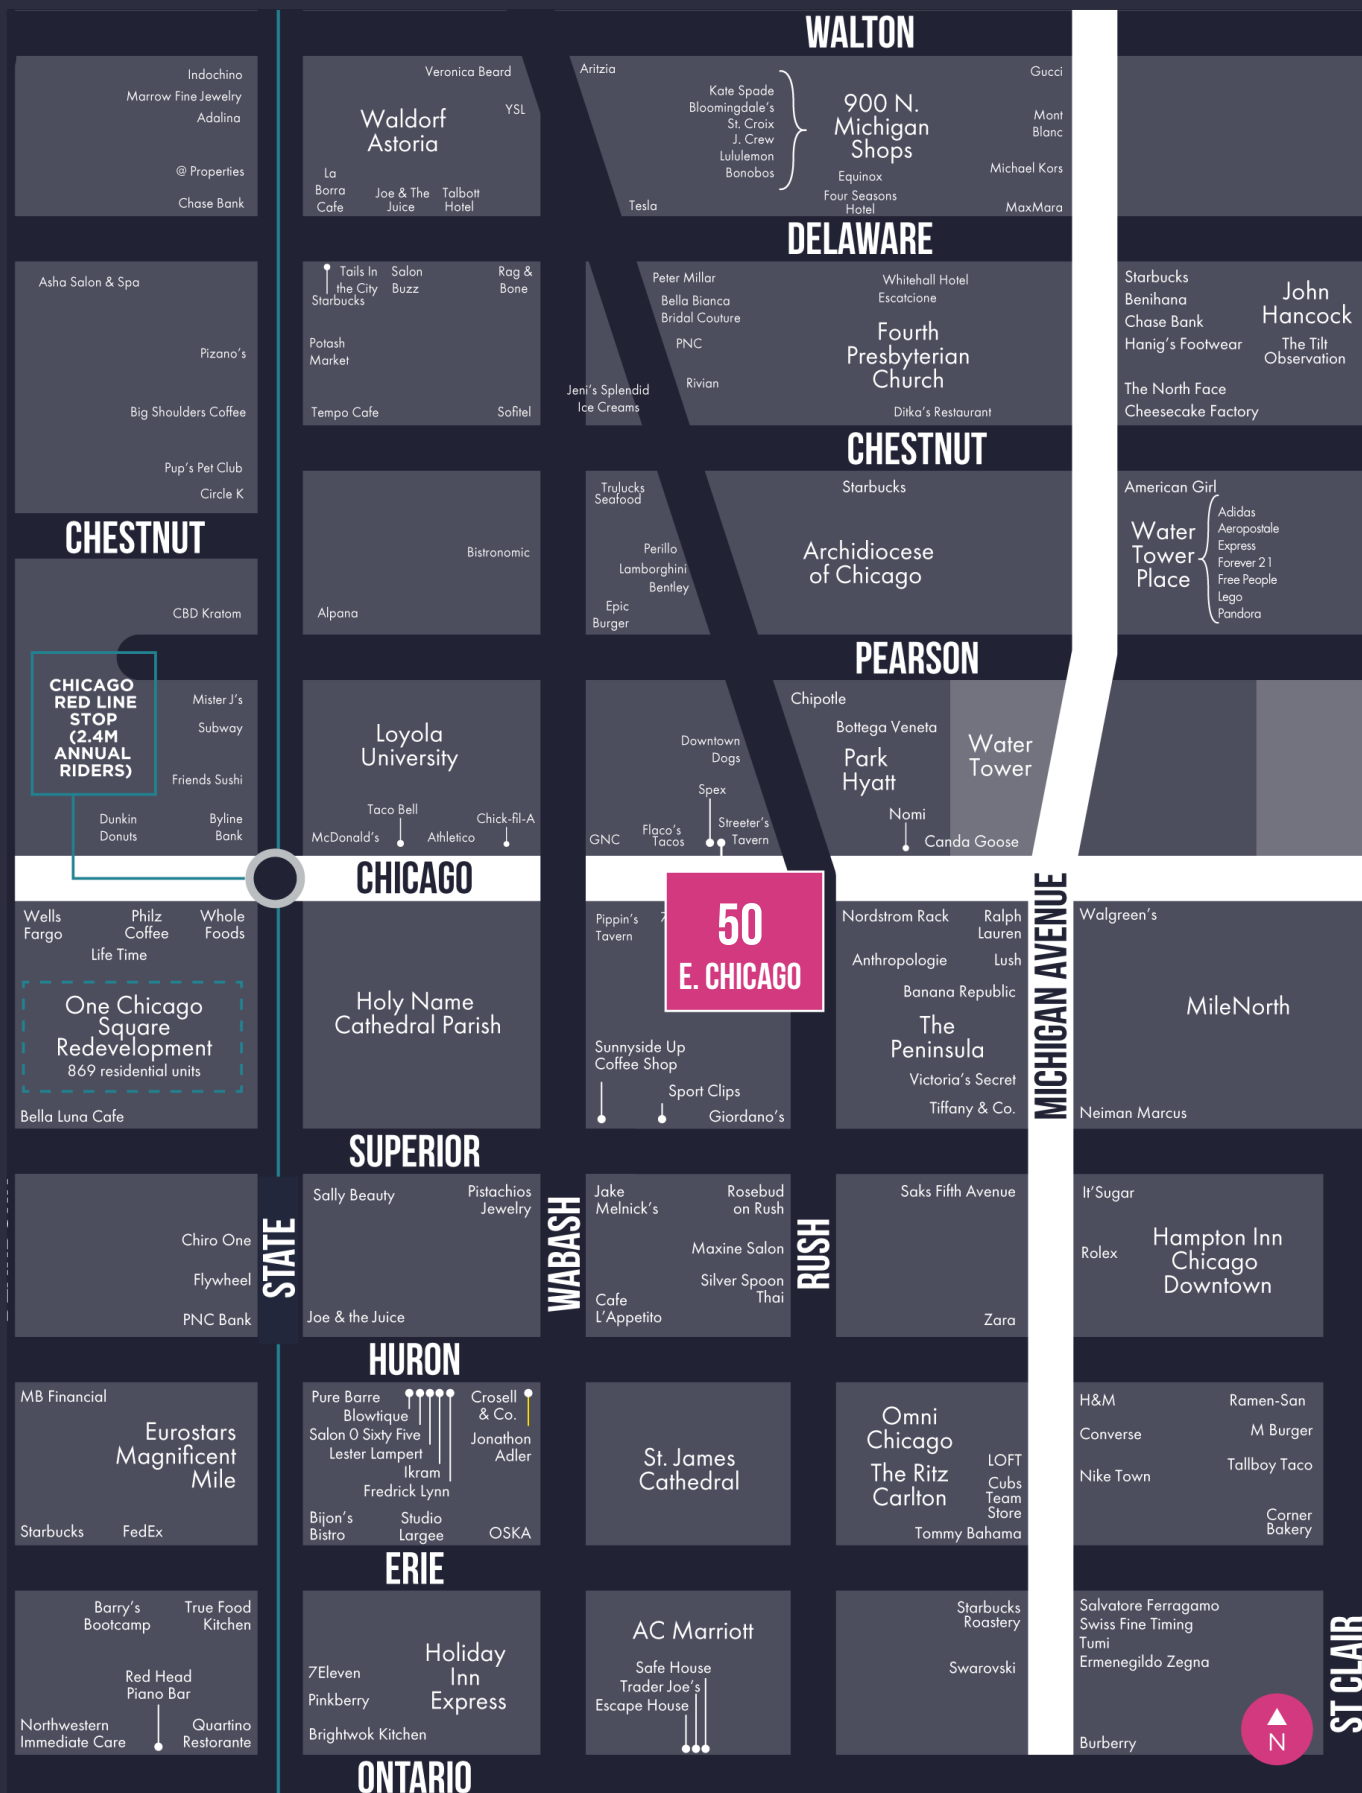 WALTON
Indochino
Marrow Fine Jewelry
Adalina
@ Properties
Chase Bank
Veronica Beard
YSL
Waldorf
Astoria
La
Borra
Cafe
Joe & The
Juice
Talbott
Hotel
Aritzia
Kate Spade
Bloomingdale's
St. Croix
J. Crew
Lululemon
Bonobos
900 N.
Michigan
Shops
Equinox
Four Seasons
Hotel
Tesla
Gucci
Mont
Blanc
Michael Kors
MaxMara
DELAWARE
Asha Salon & Spa
Pizano's
Big Shoulders Coffee
Pup's Pet Club
Circle K
Tails In
the City
Starbucks
Salon
Buzz
Rag &
Bone
Potash
Market
Tempo Cafe
Sofitel
Peter Millar
Bella Bianca
Bridal Couture
PNC
Rivian
Jeni's Splendid
Ice Creams
Whitehall Hotel
Escatcione
Fourth
Presbyterian
Church
Ditka's Restaurant
Starbucks
Benihana
Chase Bank
Hanig's Footwear
The North Face
Cheesecake Factory
John
Hancock
The Tilt
Observation
CHESTNUT
CHESTNUT
CBD Kratom
Bistronomic
Alpana
Trulucks
Seafood
Perillo
Lamborghini
Bentley
Epic
Burger
Starbucks
Archidiocese
of Chicago
American Girl
Water
Tower
Place
Adidas
Aeropostale
Express
Forever 21
Free People
Lego
Pandora
PEARSON
CHICAGO
RED LINE
STOP
(2.4M
ANNUAL
RIDERS)
Mister J's
Subway
Friends Sushi
Dunkin
Donuts
Byline
Bank
Loyola
University
Taco Bell
McDonald's
Athletico
Chick-fil-A
Downtown
Dogs
Spex
GNC
Flaco's
Tacos
Streeter's
Tavern
Chipotle
Bottega Veneta
Park
Hyatt
Nomi
Canda Goose
Water
Tower
CHICAGO
MICHIGAN AVENUE
Wells
Fargo
Philz
Coffee
Whole
Foods
Life Time
One Chicago
Square
Redevelopment
869 residential units
Bella Luna Cafe
Holy Name
Cathedral Parish
Pippin's
Tavern
50
E. CHICAGO
Sunnyside Up
Coffee Shop
Sport Clips
Giordano's
Nordstrom Rack
Ralph
Lauren
Anthropologie
Lush
Banana Republic
The
Peninsula
Victoria's Secret
Tiffany & Co.
Walgreen's
MileNorth
Neiman Marcus
SUPERIOR
Chiro One
Flywheel
PNC Bank
STATE
Sally Beauty
Pistachios
Jewelry
Joe & the Juice
WABASH
Jake
Melnick's
Rosebud
on Rush
Maxine Salon
Silver Spoon
Thai
Cafe
L'Appetito
RUSH
Saks Fifth Avenue
Zara
It'Sugar
Rolex
Hampton Inn
Chicago
Downtown
HURON
MB Financial
Eurostars
Magnificent
Mile
Starbucks
FedEx
Pure Barre
Blowtique
Salon 0 Sixty Five
Lester Lampert
Ikram
Fredrick Lynn
Crosell
& Co.
Jonathon
Adler
Bijon's
Bistro
Studio
Largee
OSKA
St. James
Cathedral
Omni
Chicago
The Ritz
Carlton
LOFT
Cubs
Team
Store
Tommy Bahama
H&M
Converse
Nike Town
Ramen-San
M Burger
Tallboy Taco
Corner
Bakery
ERIE
Barry's
Bootcamp
True Food
Kitchen
Red Head
Piano Bar
Northwestern
Immediate Care
Quartino
Restorante
7Eleven
Pinkberry
Brightwok Kitchen
Holiday
Inn
Express
AC Marriott
Safe House
Trader Joe's
Escape House
Starbucks
Roastery
Swarovski
Salvatore Ferragamo
Swiss Fine Timing
Tumi
Ermenegildo Zegna
Burberry
ST CLAIR
N
ONTARIO